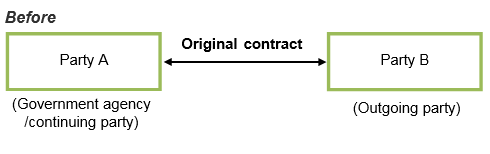 Before
Original contract
Party A
Party B
(Government agency
/continuing party)
(Outgoing party)